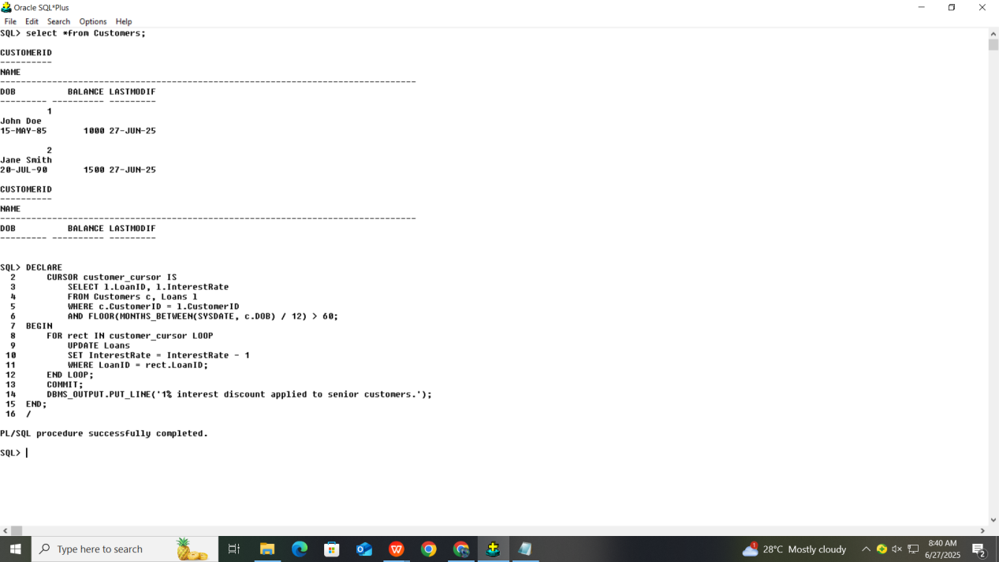 Oracle SQL*Plus
File Edit Search Options Help
SQL> select *from Customers;
CUSTOMERID
----------
NAME
--------------------------------------------------------------------------------
DOB          BALANCE LASTMODIF
--------- ---------- ---------
         1
John Doe
15-MAY-85       1000 27-JUN-25
         2
Jane Smith
20-JUL-90       1500 27-JUN-25
CUSTOMERID
----------
NAME
--------------------------------------------------------------------------------
DOB          BALANCE LASTMODIF
--------- ---------- ---------
SQL> DECLARE
  2      CURSOR customer_cursor IS
  3          SELECT l.LoanID, l.InterestRate
  4          FROM Customers c, Loans l
  5          WHERE c.CustomerID = l.CustomerID
  6          AND FLOOR(MONTHS_BETWEEN(SYSDATE, c.DOB) / 12) > 60;
  7  BEGIN
  8      FOR rect IN customer_cursor LOOP
  9          UPDATE Loans
 10          SET InterestRate = InterestRate - 1
 11          WHERE LoanID = rect.LoanID;
 12      END LOOP;
 13      COMMIT;
 14      DBMS_OUTPUT.PUT_LINE('1% interest discount applied to senior customers.');
 15  END;
 16  /
PL/SQL procedure successfully completed.
SQL>
Type here to search
28°C Mostly cloudy
8:40 AM
6/27/2025
1
2